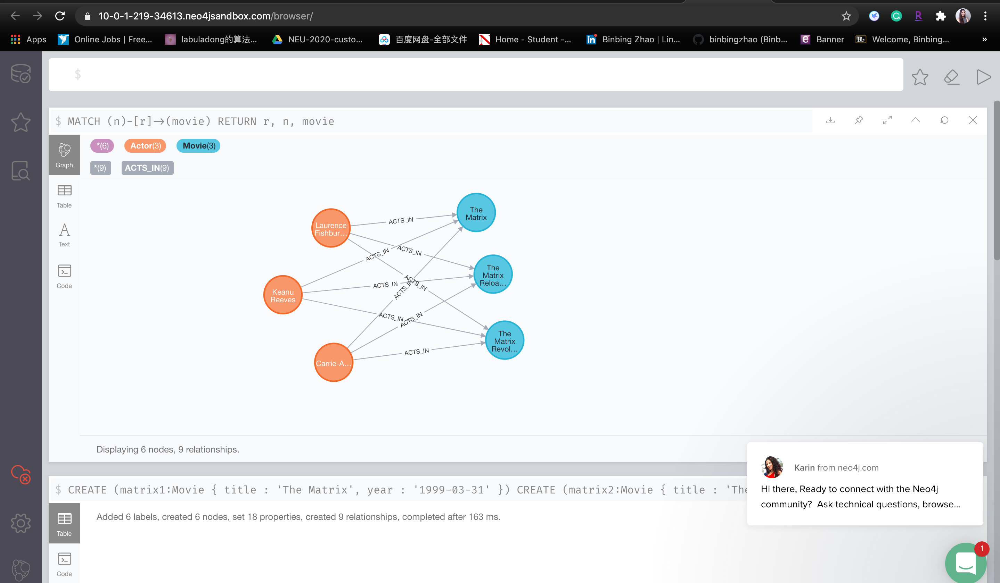 10-0-1-219-34613.neo4jsandbox.com/browser/
Apps
Online Jobs | Free...
labuladong的算法...
NEU-2020-custo...
百度网盘-全部文件
Home - Student -...
Binbing Zhao | Lin...
binbingzhao (Binb...
Banner
Bb
Welcome, Binbing...
»
$
$ MATCH (n)-[r]→(movie) RETURN r, n, movie
Graph
*(6)
Actor(3)
Movie(3)
*(9)
ACTS_IN(9)
Table
Text
Code
Laurence
Fishbur...
Keanu
Reeves
Carrie-A...
The
Matrix
The
Matrix
Reloa...
The
Matrix
Revol...
ACTS_IN
ACTS_IN
ACTS_IN
ACTS_IN
ACTS_IN
ACTS_IN
ACTS_IN
ACTS_IN
ACTS_IN
Displaying 6 nodes, 9 relationships.
$ CREATE (matrix1:Movie { title : 'The Matrix', year : '1999-03-31' }) CREATE (matrix2:Movie { title : 'The
Table
Added 6 labels, created 6 nodes, set 18 properties, created 9 relationships, completed after 163 ms.
Code
Karin from neo4j.com
Hi there, Ready to connect with the Neo4j
community? Ask technical questions, browse...
1